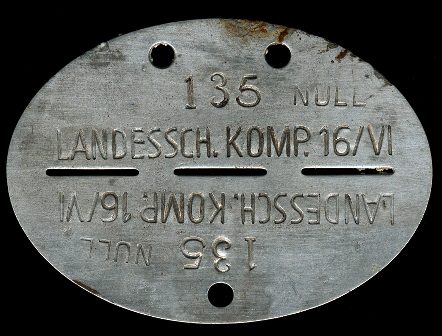 135 NULL
LANDESSCH. KOMP. 16/VI
LANDESSCH. KOMP. 16/VI
135 NULL